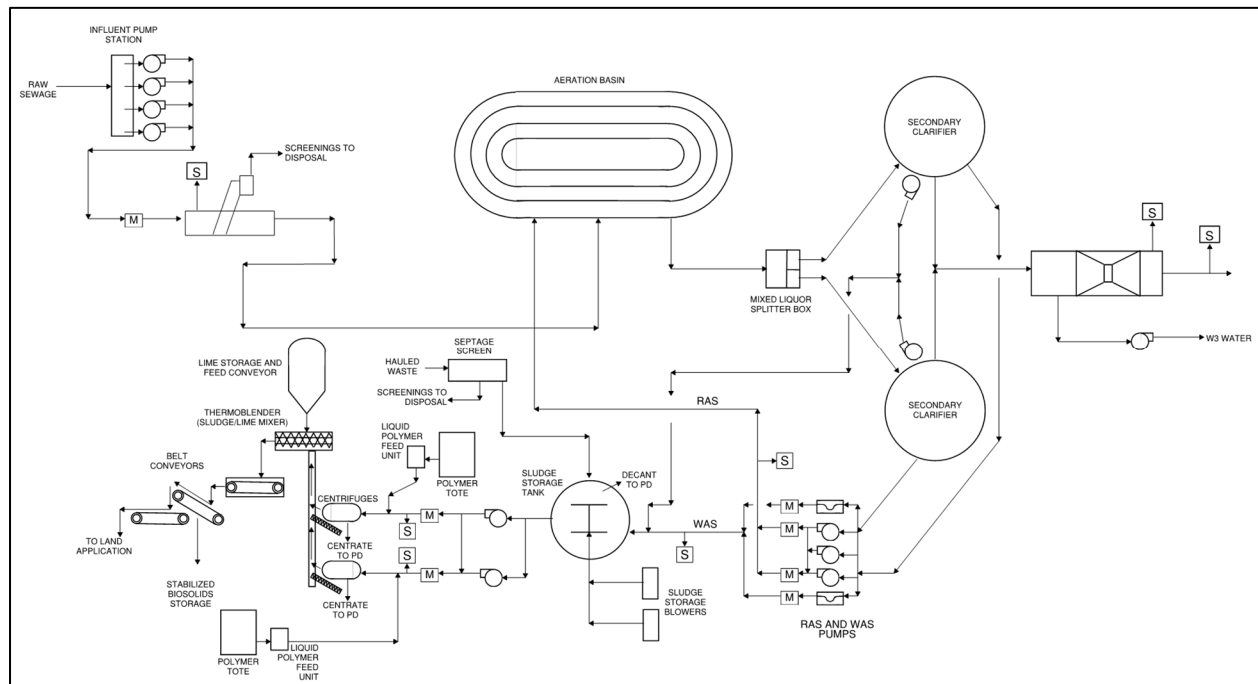 INFLUENT PUMP
STATION
RAW
SEWAGE
SCREENINGS TO
DISPOSAL
S
M
AERATION BASIN
SECONDARY
CLARIFIER
MIXED LIQUOR
SPLITTER BOX
S
S
W3 WATER
SECONDARY
CLARIFIER
LIME STORAGE AND
FEED CONVEYOR
THERMOBLENDER
(SLUDGE/LIME MIXER)
BELT
CONVEYORS
TO LAND
APPLICATION
STABILIZED
BIOSOLIDS
STORAGE
SEPTAGE
SCREEN
HAULED
WASTE
SCREENINGS TO
DISPOSAL
LIQUID
POLYMER
FEED
UNIT
POLYMER
TOTE
CENTRIFUGES
M
S
CENTRATE
TO PD
S
M
CENTRATE
TO PD
POLYMER
TOTE
LIQUID
POLYMER
FEED
UNIT
SLUDGE
STORAGE
TANK
DECANT
TO PD
SLUDGE
STORAGE
BLOWERS
RAS
WAS
S
S
M
M
M
M
RAS AND WAS
PUMPS